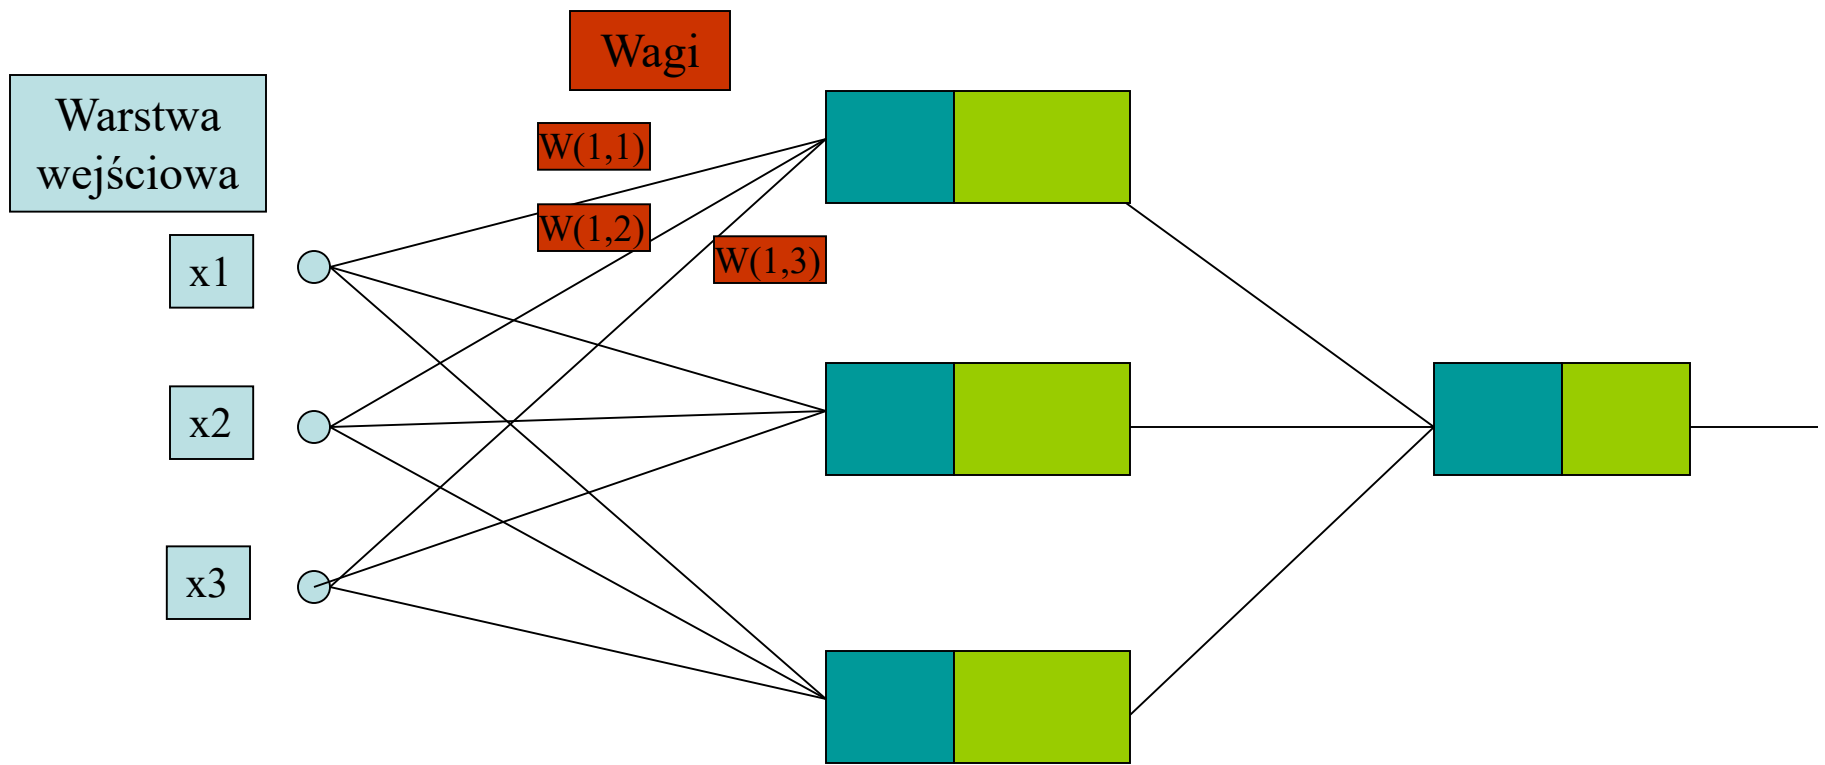 Wagi
Warstwa
wejściowa
W(1,1)
W(1,2)
W(1,3)
x1
x2
x3